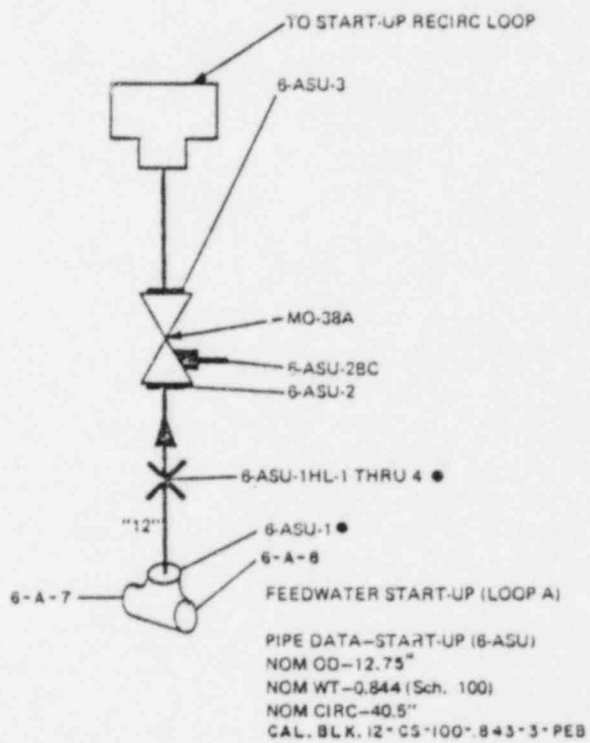 TO START-UP RECIRC LOOP
6-ASU-3
MO-38A
6-ASU-2BC
6-ASU-2
6-ASU-1HL-1 THRU 4 ●
"12"
6-ASU-1 ●
6-A-8
6-A-7
FEEDWATER START-UP (LOOP A)
PIPE DATA-START-UP (6-ASU)
NOM OD-12.75"
NOM WT-0.844 (Sch. 100)
NOM CIRC-40.5"
CAL. BLK. 12-CS-100-.843-3-PEB